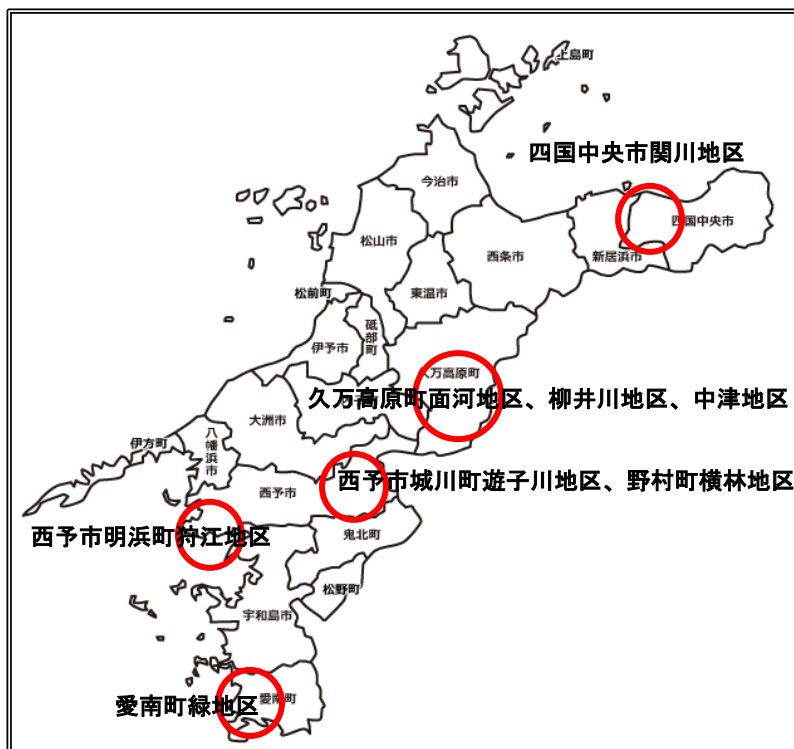 上島町
四国中央市関川地区
今治市
四国中央市
松山市
西条市
新居浜市
東温市
松前町
砥部町
伊予市
久万高原町
久万高原町面河地区、柳井川地区、中津地区
大洲市
八幡浜市
伊方町
西予市城川町遊子川地区、野村町横林地区
西予市
西予市明浜町狩江地区
鬼北町
松野町
宇和島市
愛南町
愛南町緑地区